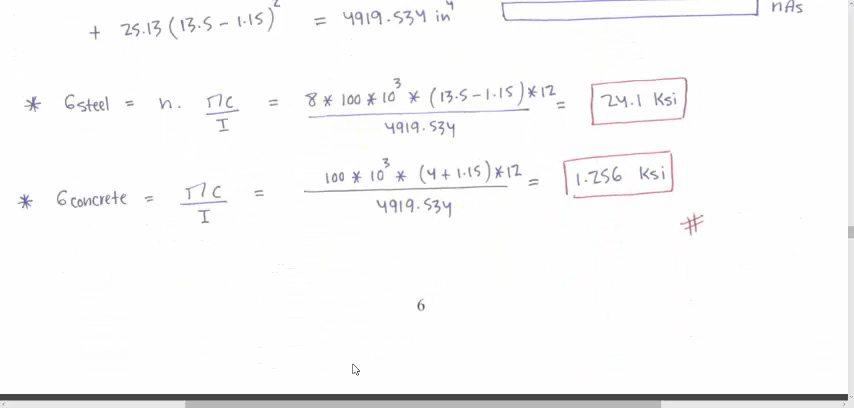 + 25.13 (13.5 - 1.15)² = 4919.534 in⁴
nAs
* σsteel = n. Mc/I = 8 * 100 * 10³ * (13.5 - 1.15) * 12 / 4919.534 = 24.1 Ksi
* σconcrete = Mc/I = 100 * 10³ * (4 + 1.15) * 12 / 4919.534 = 1.256 Ksi
#
6